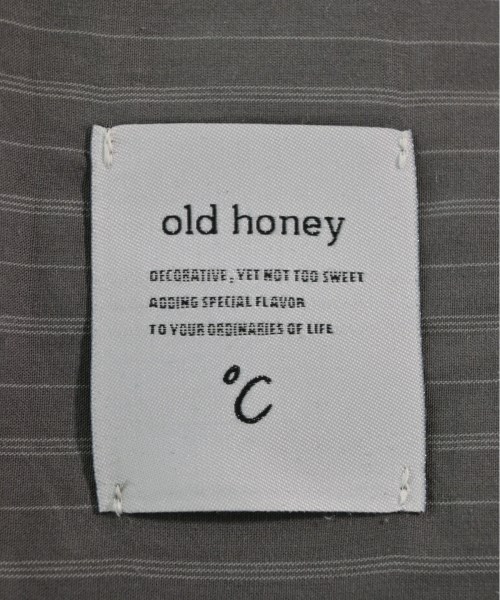 old honey
DECORATIVE, YET NOT TOO SWEET
ADDING SPECIAL FLAVOR
TO YOUR ORDINARIES OF LIFE
°C